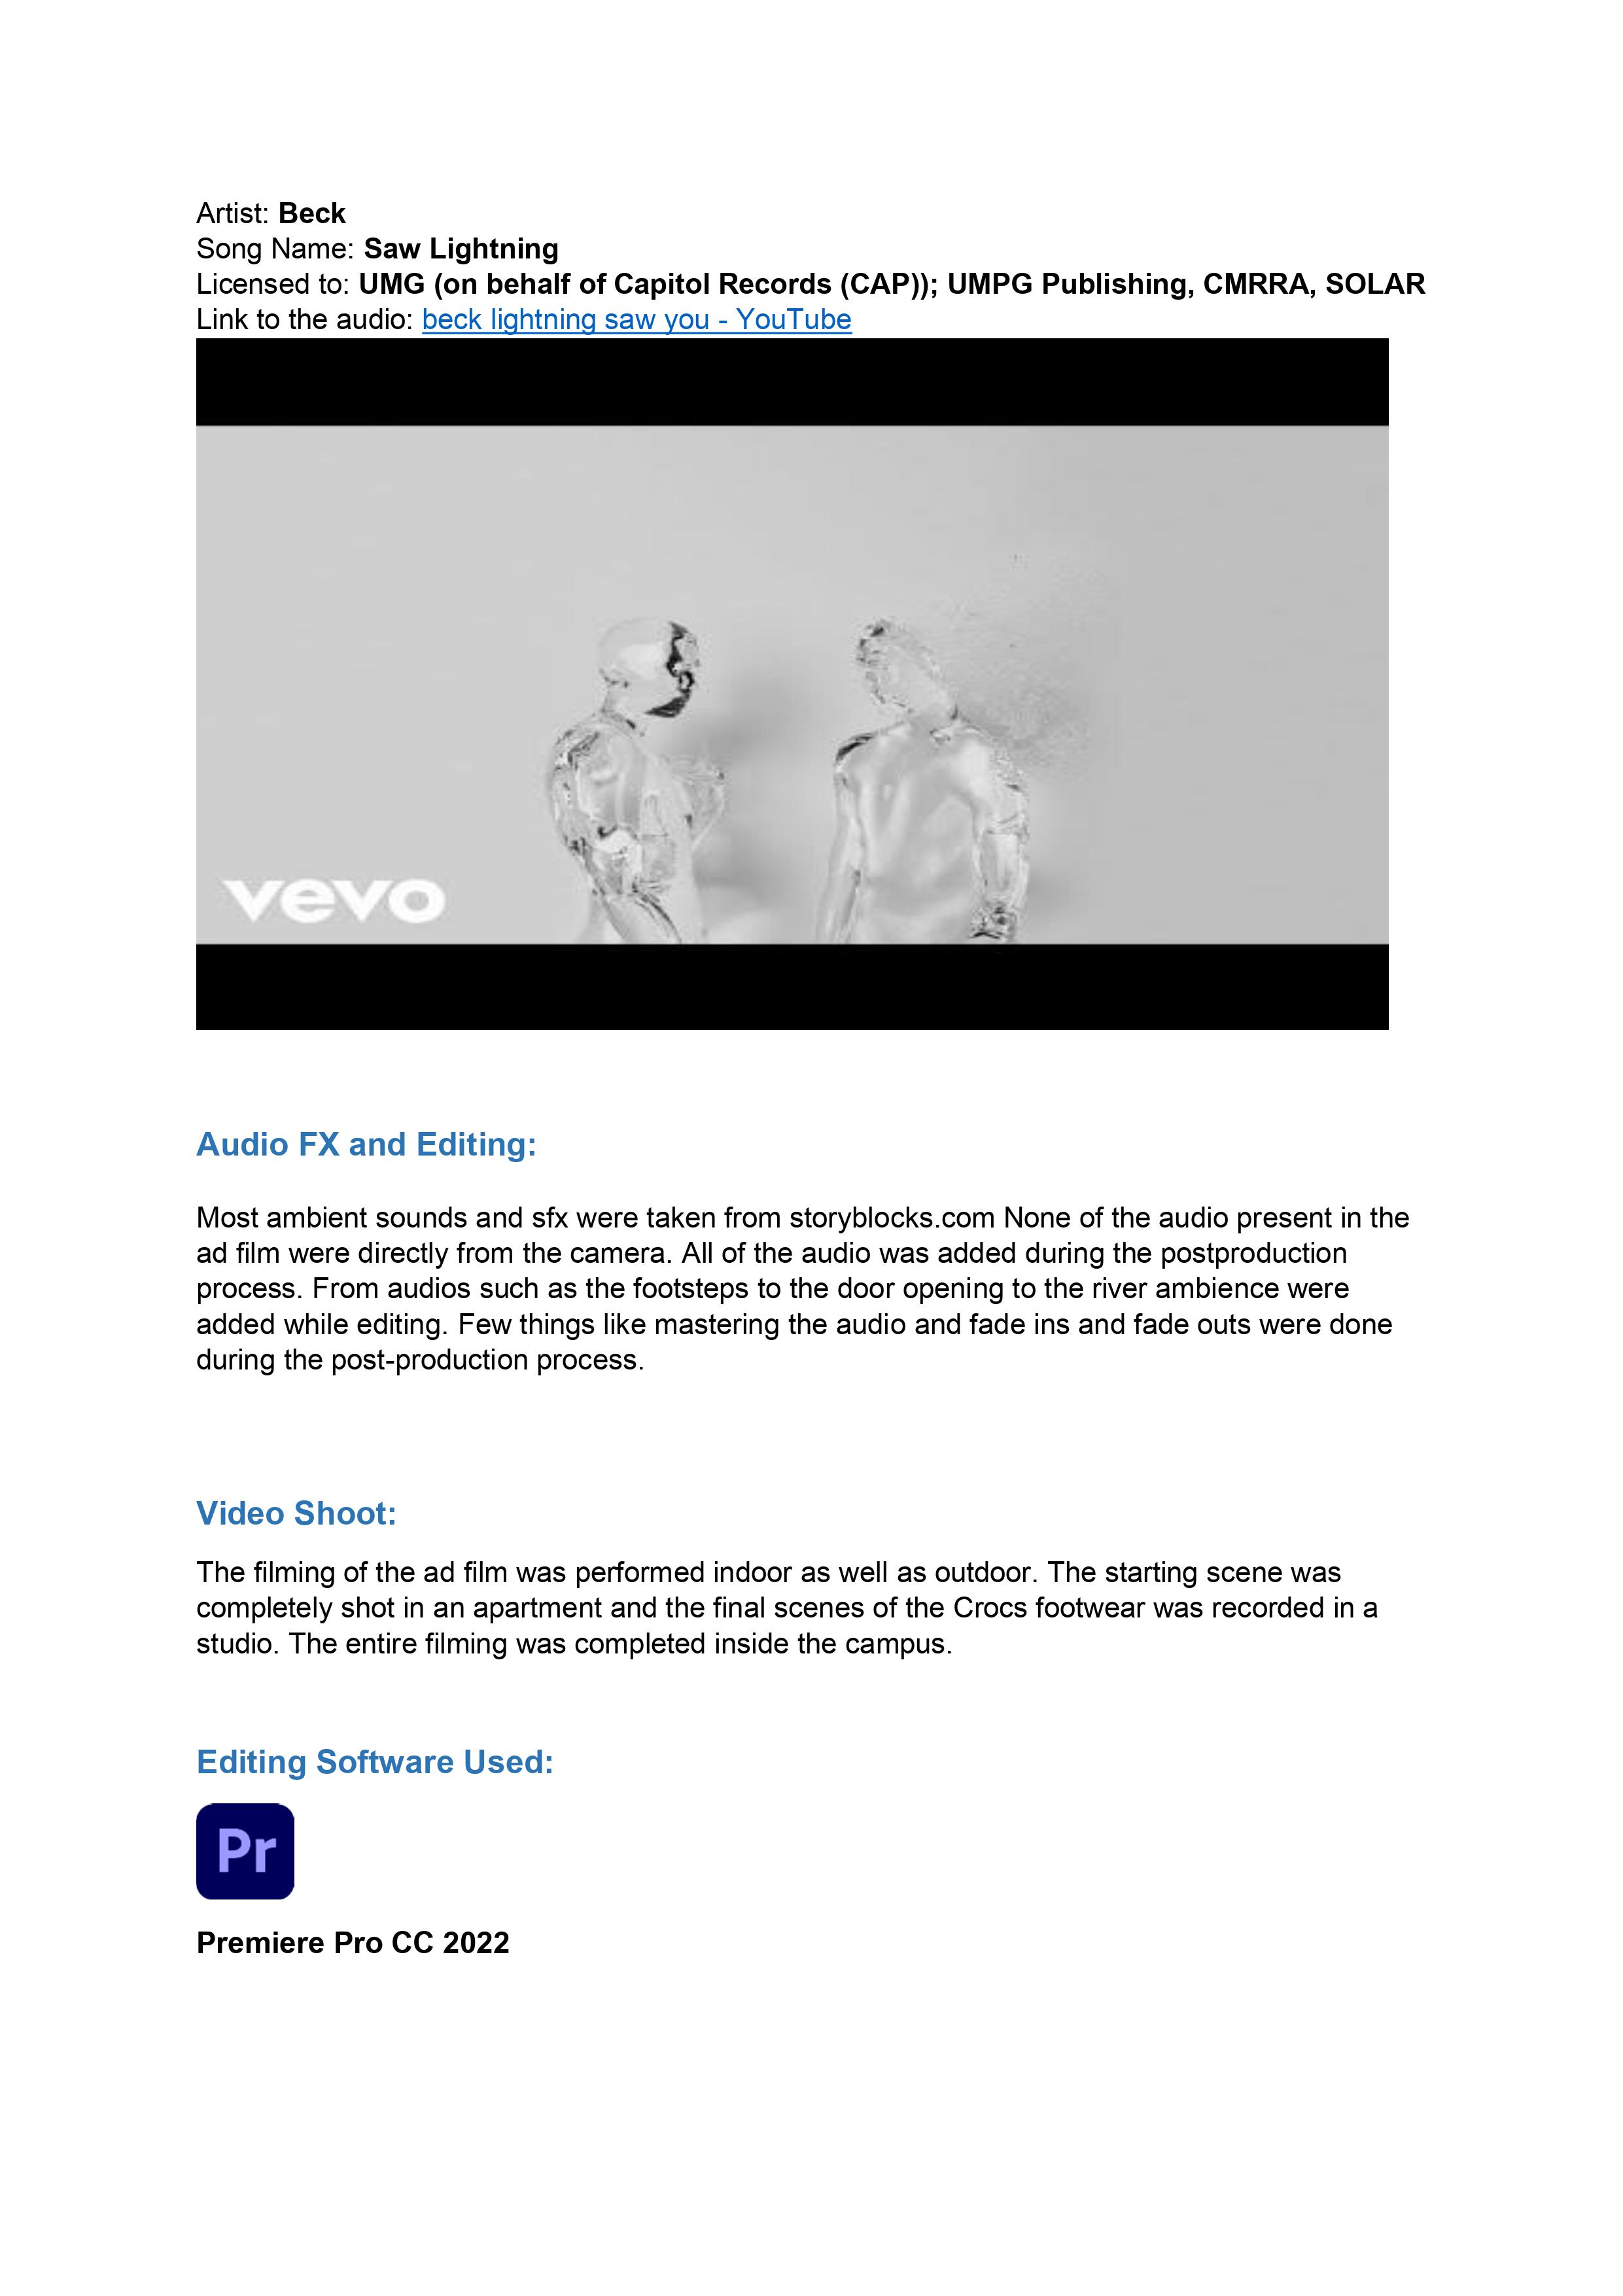 Artist: Beck
Song Name: Saw Lightning
Licensed to: UMG (on behalf of Capitol Records (CAP)); UMPG Publishing, CMRRA, SOLAR
Link to the audio: beck lightning saw you - YouTube
vevo
Audio FX and Editing:
Most ambient sounds and sfx were taken from storyblocks.com None of the audio present in the
ad film were directly from the camera. All of the audio was added during the postproduction
process. From audios such as the footsteps to the door opening to the river ambience were
added while editing. Few things like mastering the audio and fade ins and fade outs were done
during the post-production process.
Video Shoot:
The filming of the ad film was performed indoor as well as outdoor. The starting scene was
completely shot in an apartment and the final scenes of the Crocs footwear was recorded in a
studio. The entire filming was completed inside the campus.
Editing Software Used:
Pr
Premiere Pro CC 2022